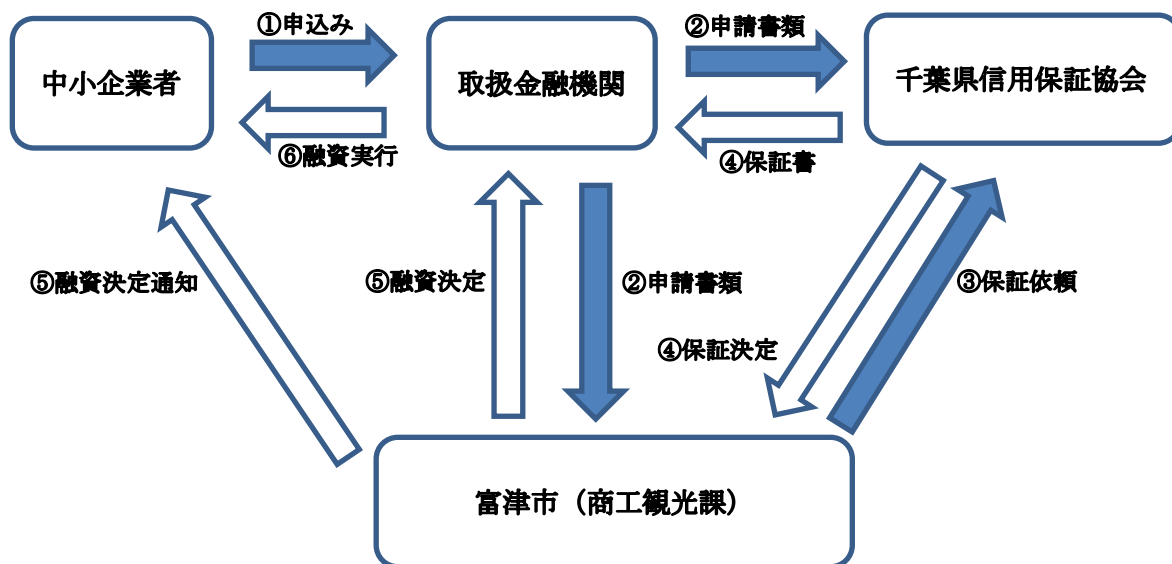 ①申込み
②申請書類
中小企業者
取扱金融機関
千葉県信用保証協会
⑥融資実行
④保証書
⑤融資決定通知
⑤融資決定
②申請書類
③保証依頼
④保証決定
富津市（商工観光課）